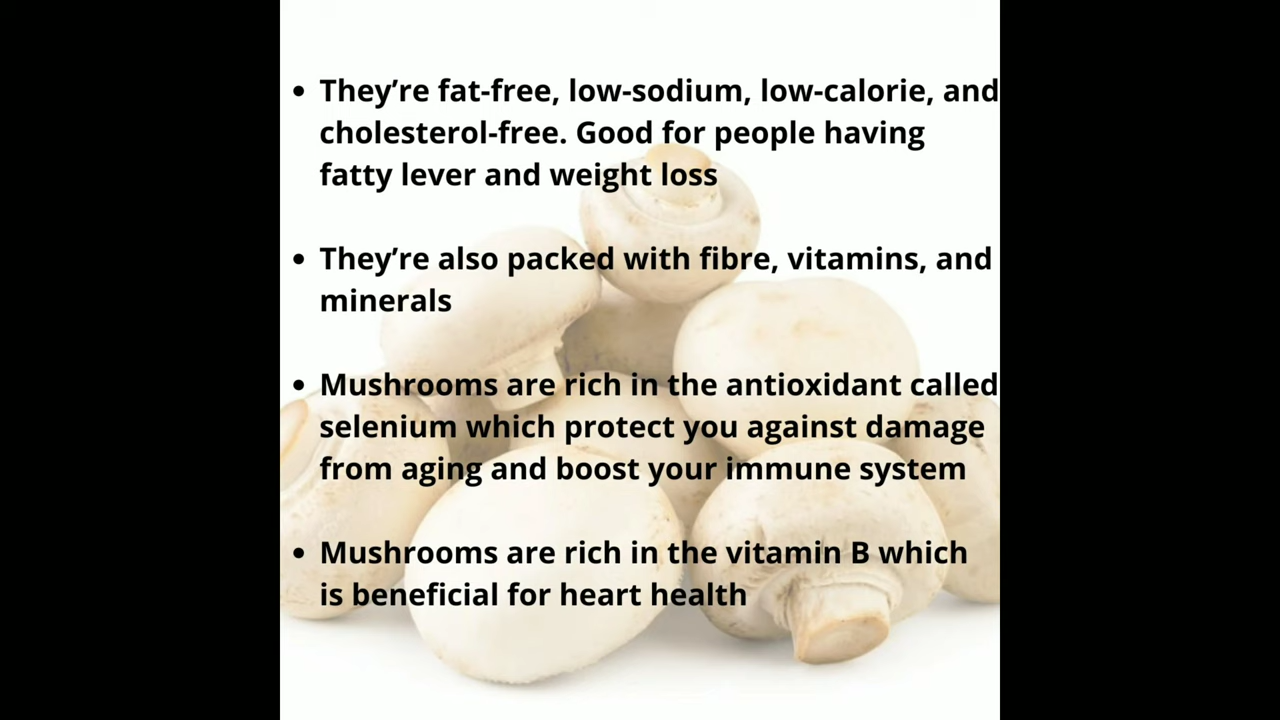 • They’re fat-free, low-sodium, low-calorie, and
cholesterol-free. Good for people having
fatty lever and weight loss
• They’re also packed with fibre, vitamins, and
minerals
• Mushrooms are rich in the antioxidant called
selenium which protect you against damage
from aging and boost your immune system
• Mushrooms are rich in the vitamin B which
is beneficial for heart health